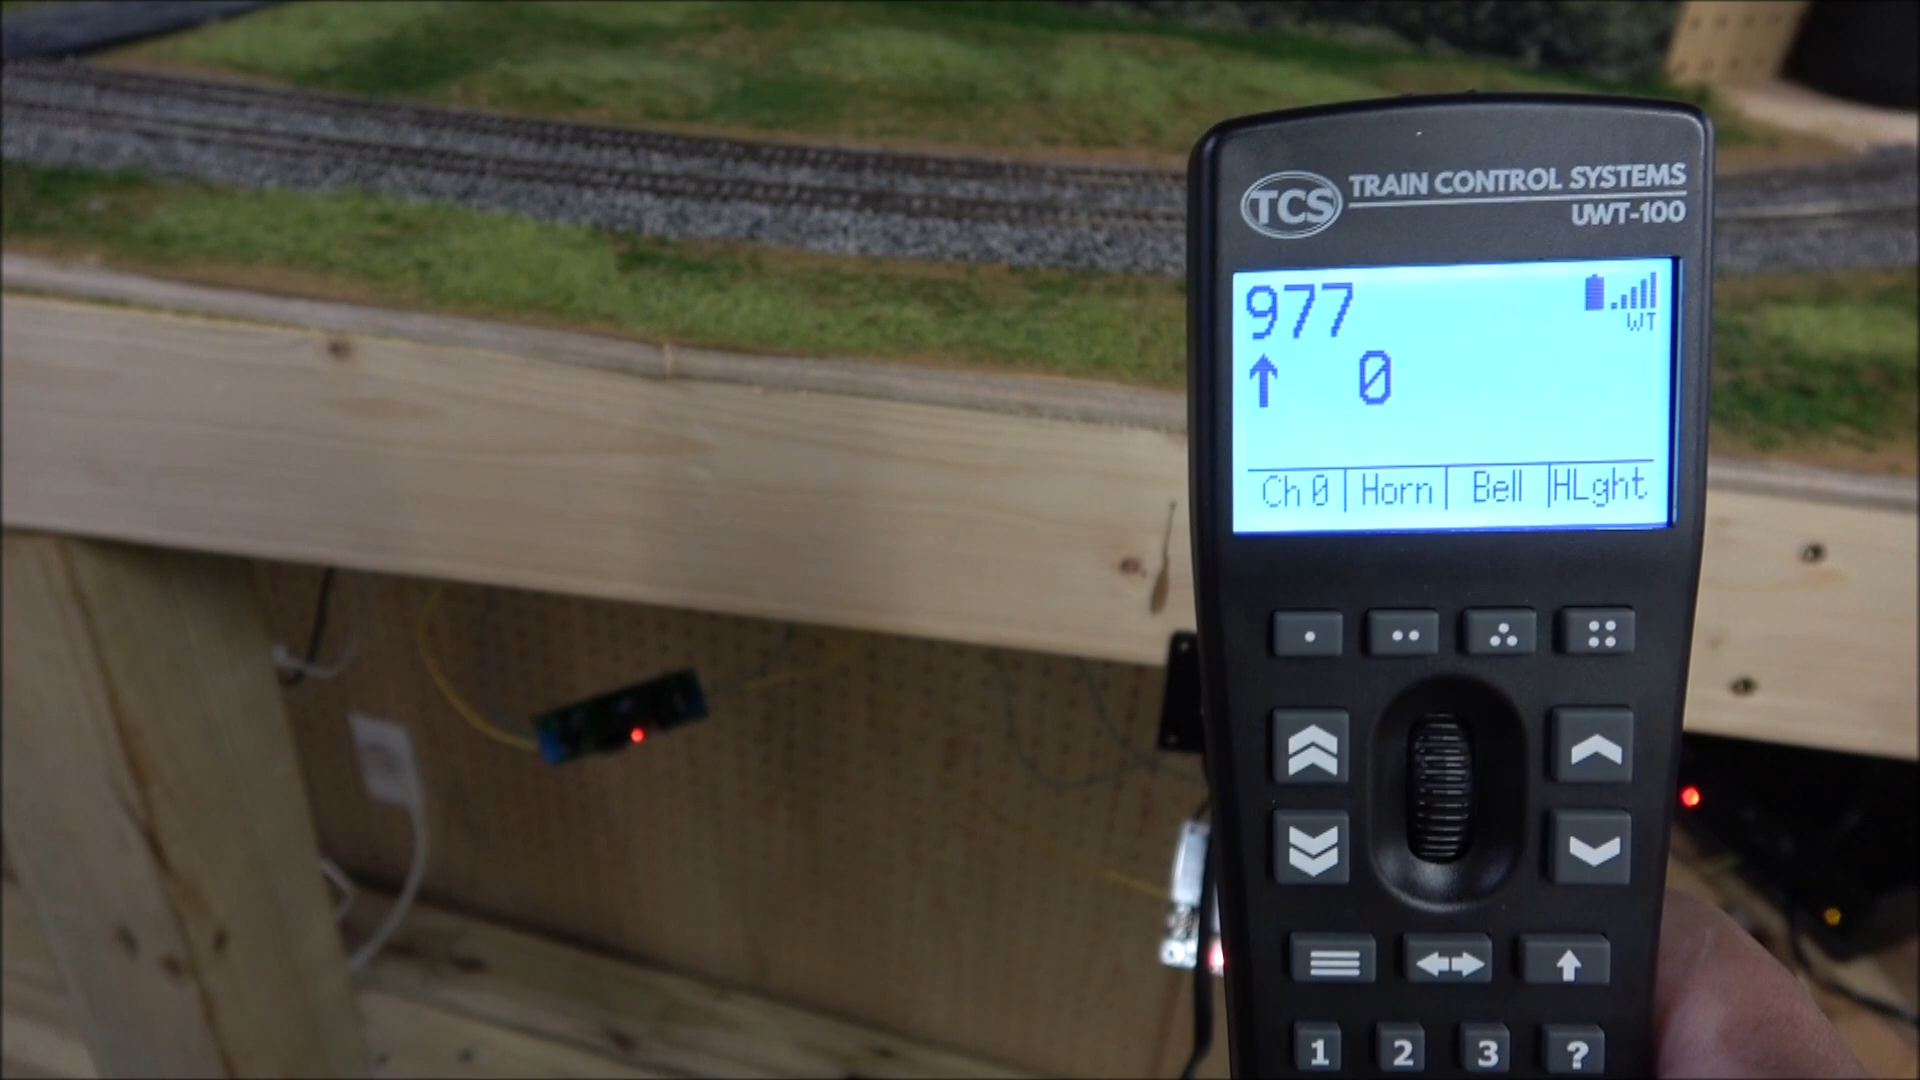 TCS TRAIN CONTROL SYSTEMS
UWT-100
977
WT
↑ 0
Ch 0 | Horn | Bell | HLght
1 2 3 ?